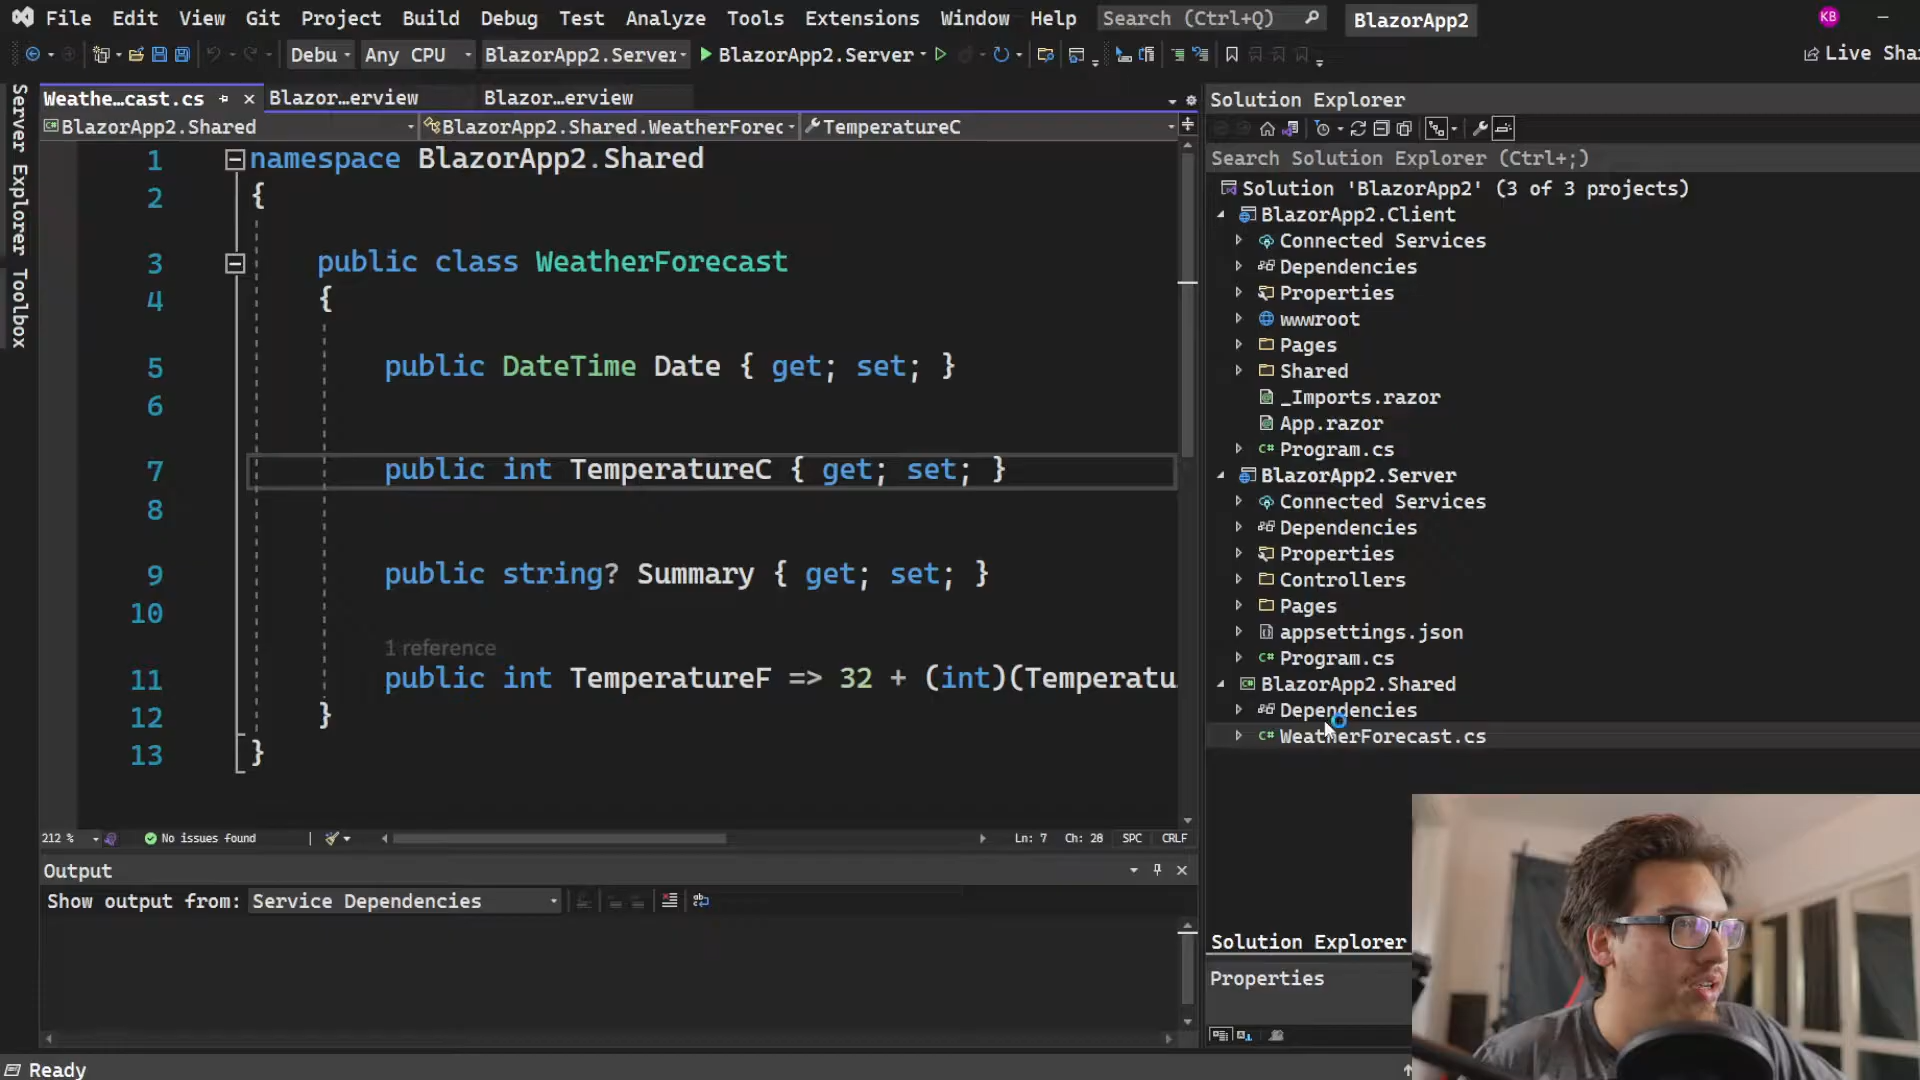 File Edit View Git Project Build Debug Test Analyze Tools Extensions Window Help Search (Ctrl+Q) BlazorApp2 KB
Debu Any CPU BlazorApp2.Server BlazorApp2.Server Live Sha
Server Explorer
Toolbox
Weathe…cast.cs Blazor…erview Blazor…erview
BlazorApp2.Shared BlazorApp2.Shared.WeatherForec TemperatureC
1 namespace BlazorApp2.Shared
2 {
3 public class WeatherForecast
4 {
5 public DateTime Date { get; set; }
6
7 public int TemperatureC { get; set; }
8
9 public string? Summary { get; set; }
10
1 reference
11 public int TemperatureF => 32 + (int)(Temperatu
12 }
13 }
212 % No issues found Ln: 7 Ch: 28 SPC CRLF
Output
Show output from: Service Dependencies
Ready
Solution Explorer
Search Solution Explorer (Ctrl+;)
Solution 'BlazorApp2' (3 of 3 projects)
BlazorApp2.Client
Connected Services
Dependencies
Properties
wwwroot
Pages
Shared
_Imports.razor
App.razor
C# Program.cs
BlazorApp2.Server
Connected Services
Dependencies
Properties
Controllers
Pages
appsettings.json
C# Program.cs
BlazorApp2.Shared
Dependencies
C# WeatherForecast.cs
Solution Explorer
Properties